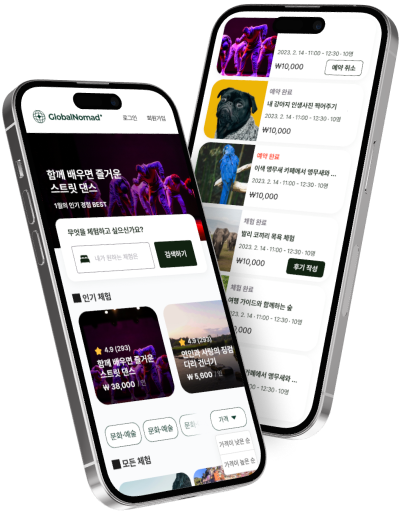 GlobalNomad
로그인 회원가입
함께 배우면 즐거운
스트릿 댄스
1월의 인기 경험 BEST
무엇을 체험하고 싶으신가요?
내가 원하는 체험은
검색하기
인기 체험
4.9 (293)
함께 배우면 즐거운
스트릿 댄스
₩ 38,000 / 인
4.9 (293)
연인과 사랑의 징검
다리 건너기
₩ 5,600 / 인
문화·예술
문화·예술
문화
가격 ▼
가격이 낮은 순
가격이 높은 순
모든 체험
2023. 2. 14 · 11:00 - 12:30 · 10명
₩10,000
예약 취소
예약 완료
내 강아지 인생사진 찍어주기
2023. 2. 14 · 11:00 - 12:30 · 10명
₩10,000
예약 완료
이색 앵무새 카페에서 앵무새와 ...
2023. 2. 14 · 11:00 - 12:30 · 10명
₩10,000
체험 완료
발리 코끼리 목욕 체험
2023. 2. 14 · 11:00 - 12:30 · 10명
₩10,000
후기 작성
체험 완료
여행 가이드와 함께하는 숲
11:00 - 12:30 · 10명
0,000
카페에서 앵무새와 ...
11:00 - 12:30 · 10명